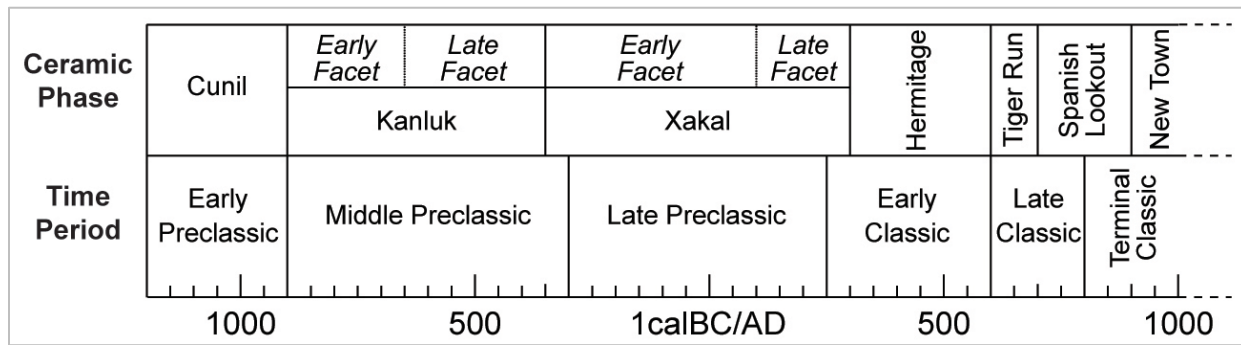 Ceramic
Phase
Cunil
Early
Facet
Late
Facet
Kanluk
Early
Facet
Late
Facet
Xakal
Hermitage
Tiger Run
Spanish
Lookout
New Town
Time
Period
Early
Preclassic
Middle Preclassic
Late Preclassic
Early
Classic
Late
Classic
Terminal
Classic
1000
500
1calBC/AD
500
1000